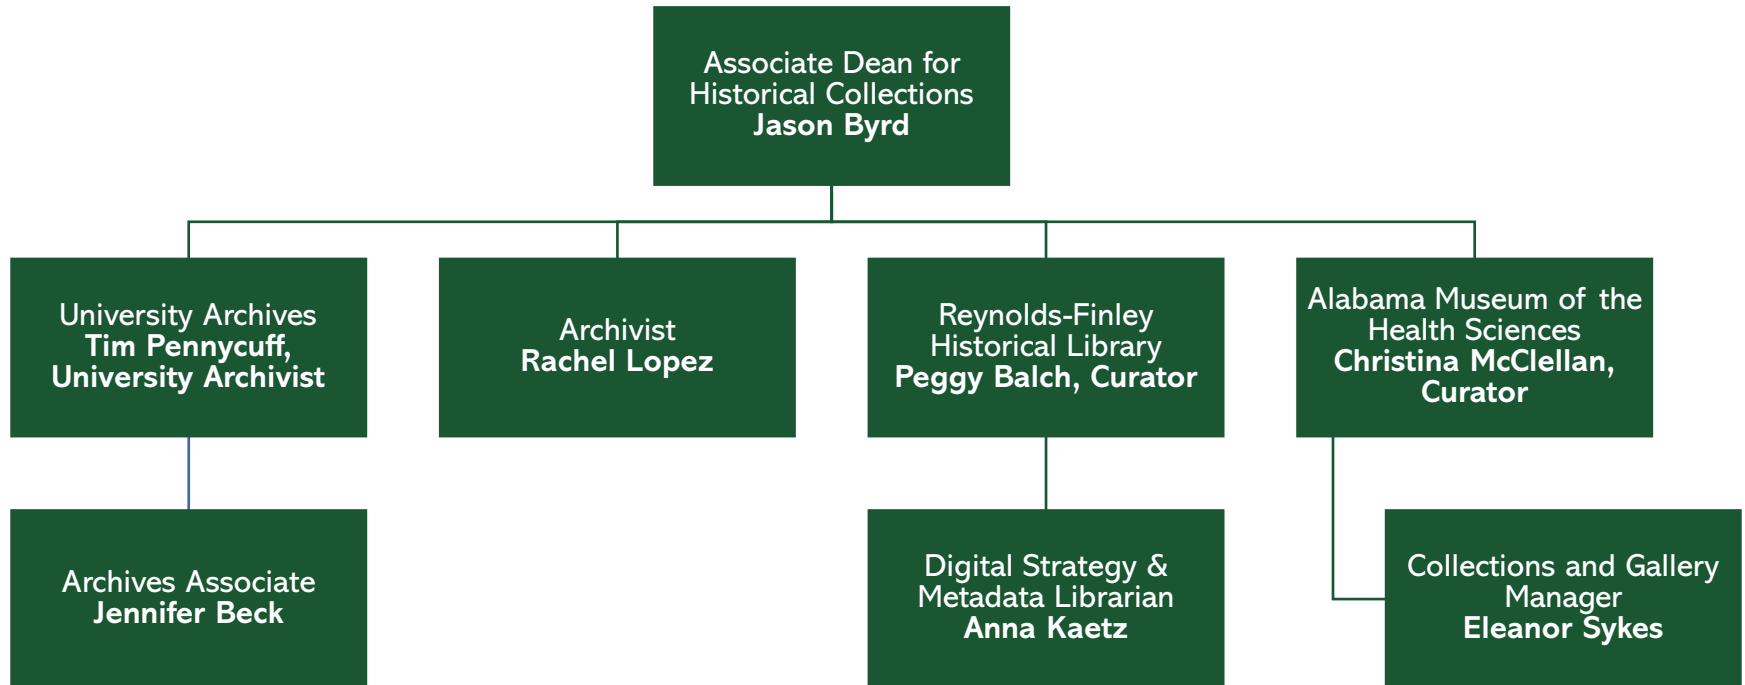 Associate Dean for
Historical Collections
Jason Byrd
University Archives
Tim Pennycuff,
University Archivist
Archivist
Rachel Lopez
Reynolds-Finley
Historical Library
Peggy Balch, Curator
Alabama Museum of the
Health Sciences
Christina McClellan,
Curator
Archives Associate
Jennifer Beck
Digital Strategy &
Metadata Librarian
Anna Kaetz
Collections and Gallery
Manager
Eleanor Sykes